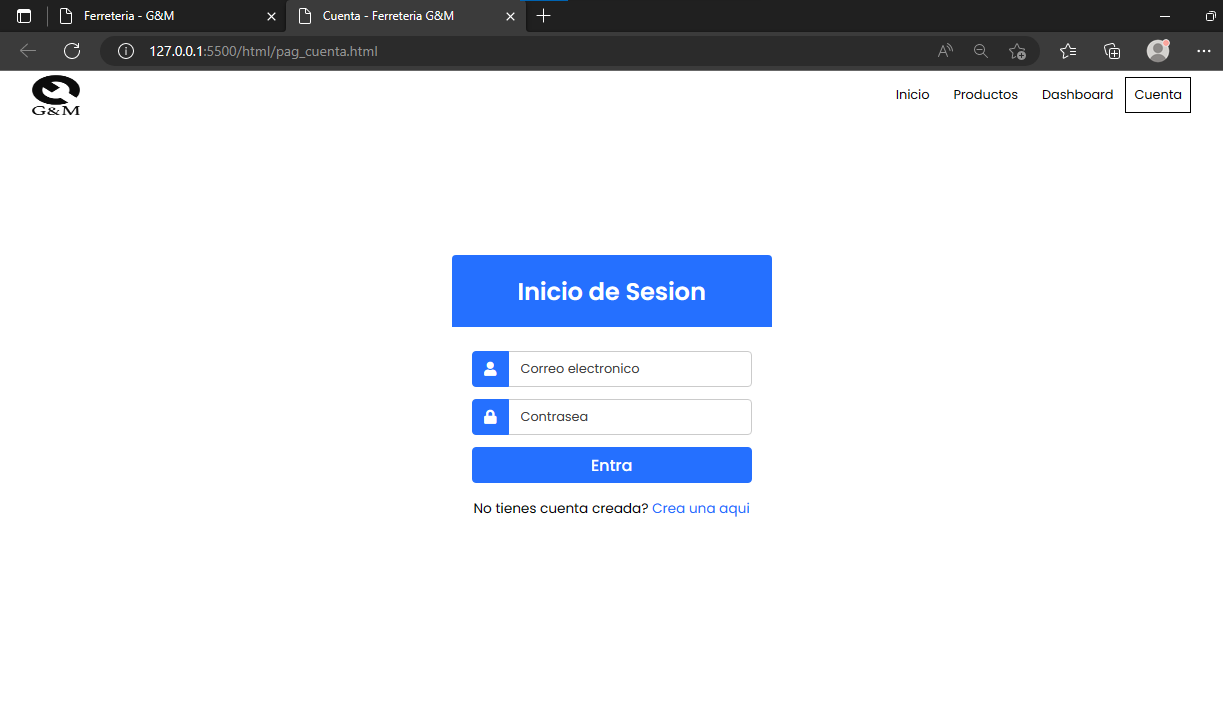 Ferreteria - G&M
Cuenta - Ferreteria G&M
127.0.0.1:5500/html/pag_cuenta.html
G&M
Inicio Productos Dashboard Cuenta
Inicio de Sesion
Correo electronico
Contrasea
Entra
No tienes cuenta creada? Crea una aqui